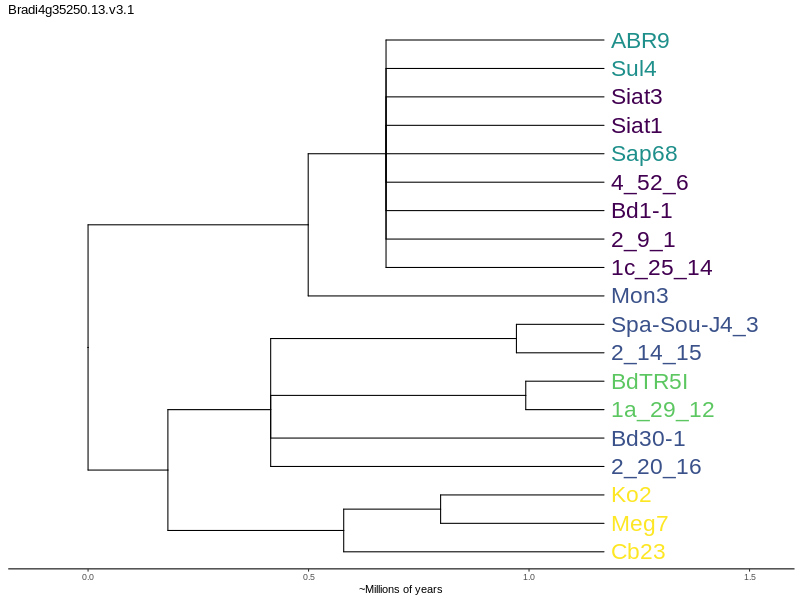 Bradi4g35250.13.v3.1
ABR9
Sul4
Siat3
Siat1
Sap68
4_52_6
Bd1-1
2_9_1
1c_25_14
Mon3
Spa-Sou-J4_3
2_14_15
BdTR5I
1a_29_12
Bd30-1
2_20_16
Ko2
Meg7
Cb23
0.0 0.5 1.0 1.5
~Millions of years